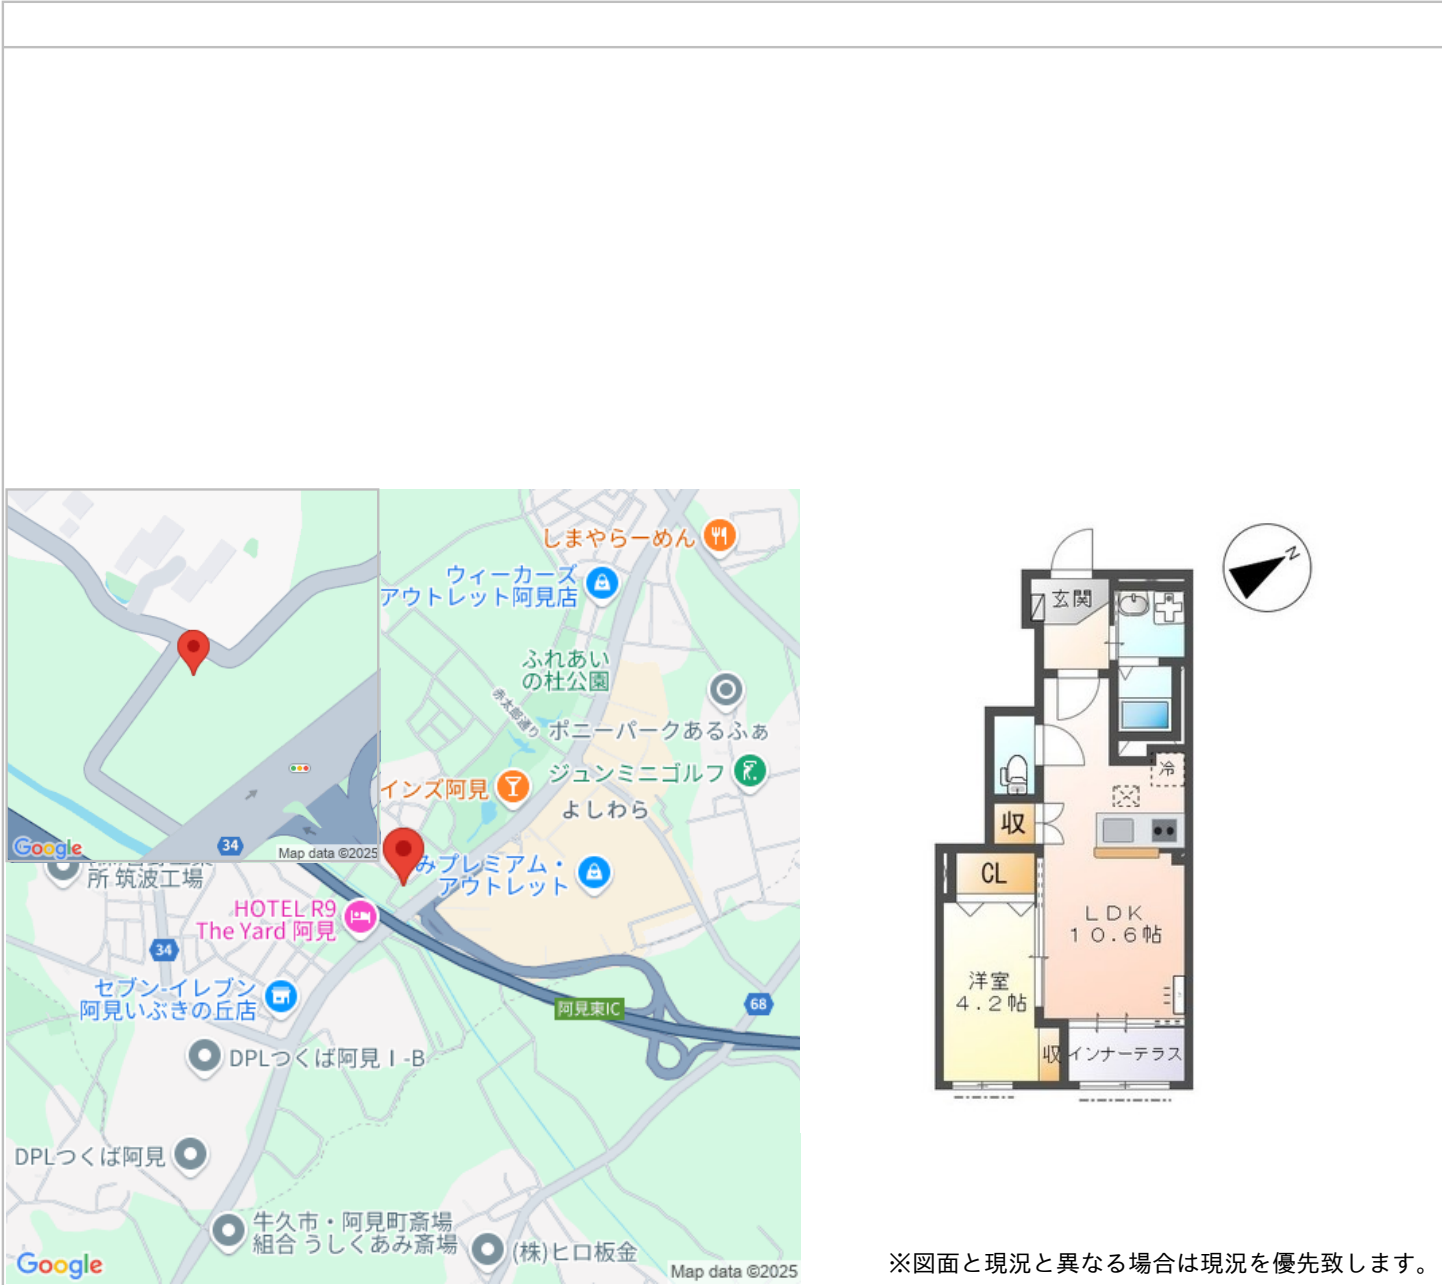 Google
34
Map data ©2025
しまやらーめん
ウィーカーズ
アウトレット阿見店
ふれあい
の杜公園
赤太郎通り
ポニーパークあるふぁ
ジュンミニゴルフ
インズ阿見
よしわら
みプレミアム・
アウトレット
所 筑波工場
HOTEL R9
The Yard 阿見
34
セブン-イレブン
阿見いぶきの丘店
阿見東IC
68
DPLつくば阿見 I -B
DPLつくば阿見
牛久市・阿見町斎場
組合 うしくあみ斎場
(株)ヒロ板金
Google
Map data ©2025
N
玄関
冷
収
CL
LDK
10.6帖
洋室
4.2帖
収
インナーテラス
※図面と現況と異なる場合は現況を優先致します。